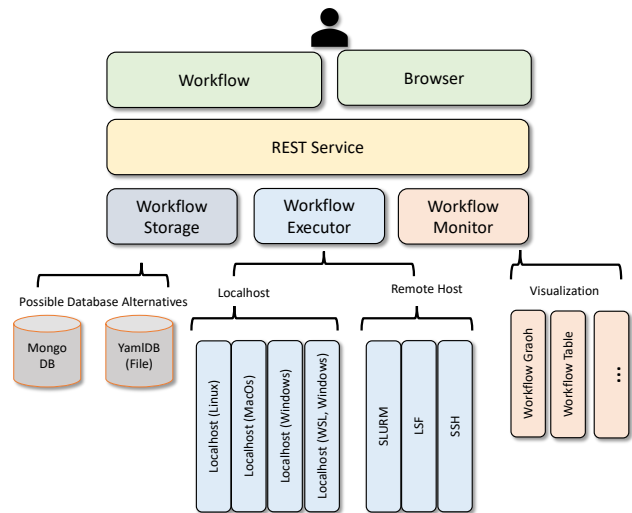 Workflow
Browser
REST Service
Workflow
Storage
Workflow
Executor
Workflow
Monitor
Possible Database Alternatives
Localhost
Remote Host
Visualization
Mongo
DB
YamlDB
(File)
Localhost (Linux)
Localhost (MacOs)
Localhost (Windows)
Localhost (WSL, Windows)
SLURM
LSF
SSH
Workflow Graoh
Workflow Table
...